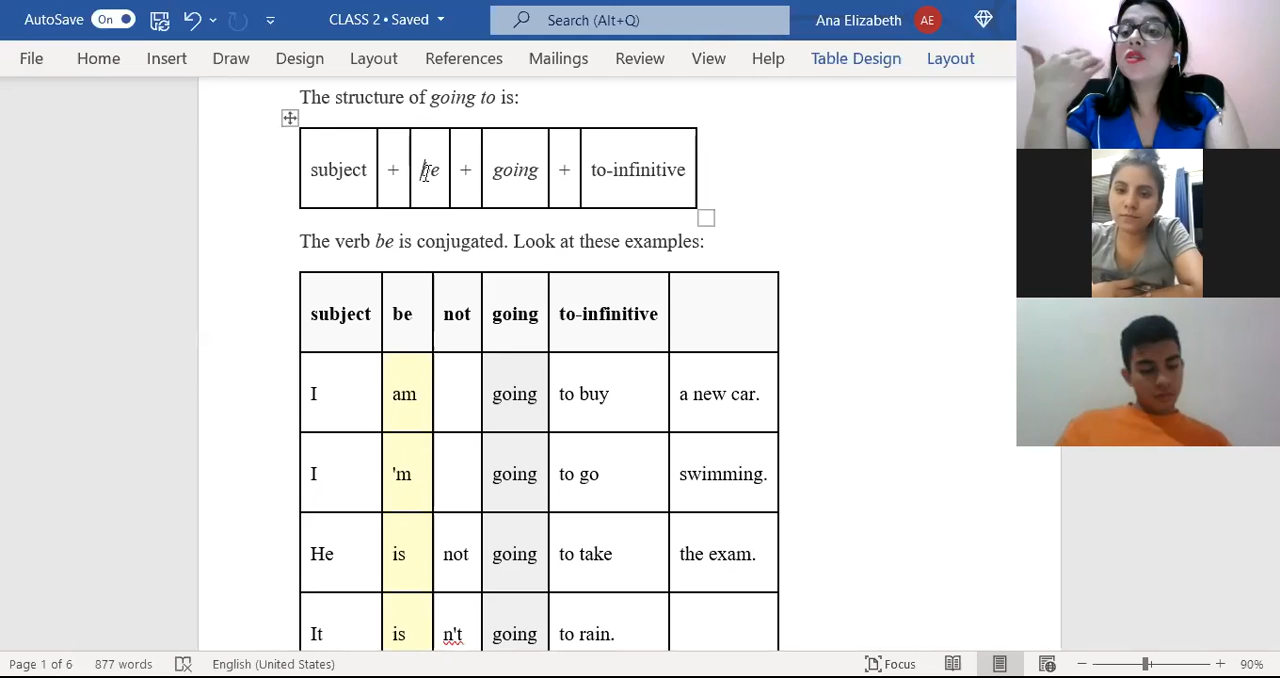 AutoSave On CLASS 2 • Saved Search (Alt+Q) Ana Elizabeth AE
File Home Insert Draw Design Layout References Mailings Review View Help Table Design Layout
The structure of going to is:
subject + be + going + to-infinitive
The verb be is conjugated. Look at these examples:
subject be not going to-infinitive
I am going to buy a new car.
I 'm going to go swimming.
He is not going to take the exam.
It is n't going to rain.
Page 1 of 6 877 words English (United States) Focus 90%